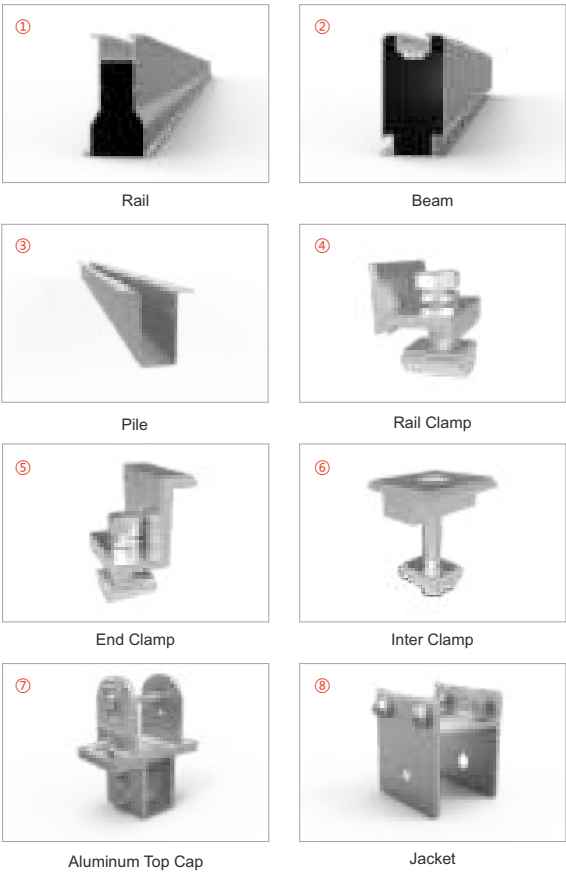 ① ②
Rail Beam
③ ④
Pile Rail Clamp
⑤ ⑥
End Clamp Inter Clamp
⑦ ⑧
Aluminum Top Cap Jacket